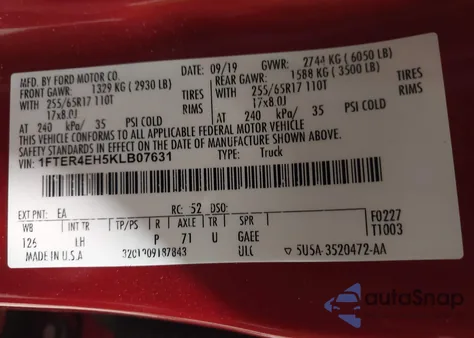 MFD. BY FORD MOTOR CO.
DATE: 09/19 GVWR: 2744 KG (6050 LB)
FRONT GAWR: 1329 KG (2930 LB) REAR GAWR: 1588 KG (3500 LB)
WITH 255/65R17 110T TIRES WITH 255/65R17 110T TIRES
17x8.0J RIMS 17x8.0J RIMS
AT 240 kPa/ 35 PSI COLD AT 240 kPa/ 35 PSI COLD
THIS VEHICLE CONFORMS TO ALL APPLICABLE FEDERAL MOTOR VEHICLE
SAFETY STANDARDS IN EFFECT ON THE DATE OF MANUFACTURE SHOWN ABOVE.
VIN: 1FTER4EH5KLB07631 TYPE: Truck
EXT PNT: EA RC: 52 DSO:
WB INT TR TP/PS R AXLE TR SPR F0227
126 LH P 71 U GAEE T1003
MADE IN U.S.A. ULC 5U5A-3520472-AA
autoSnap